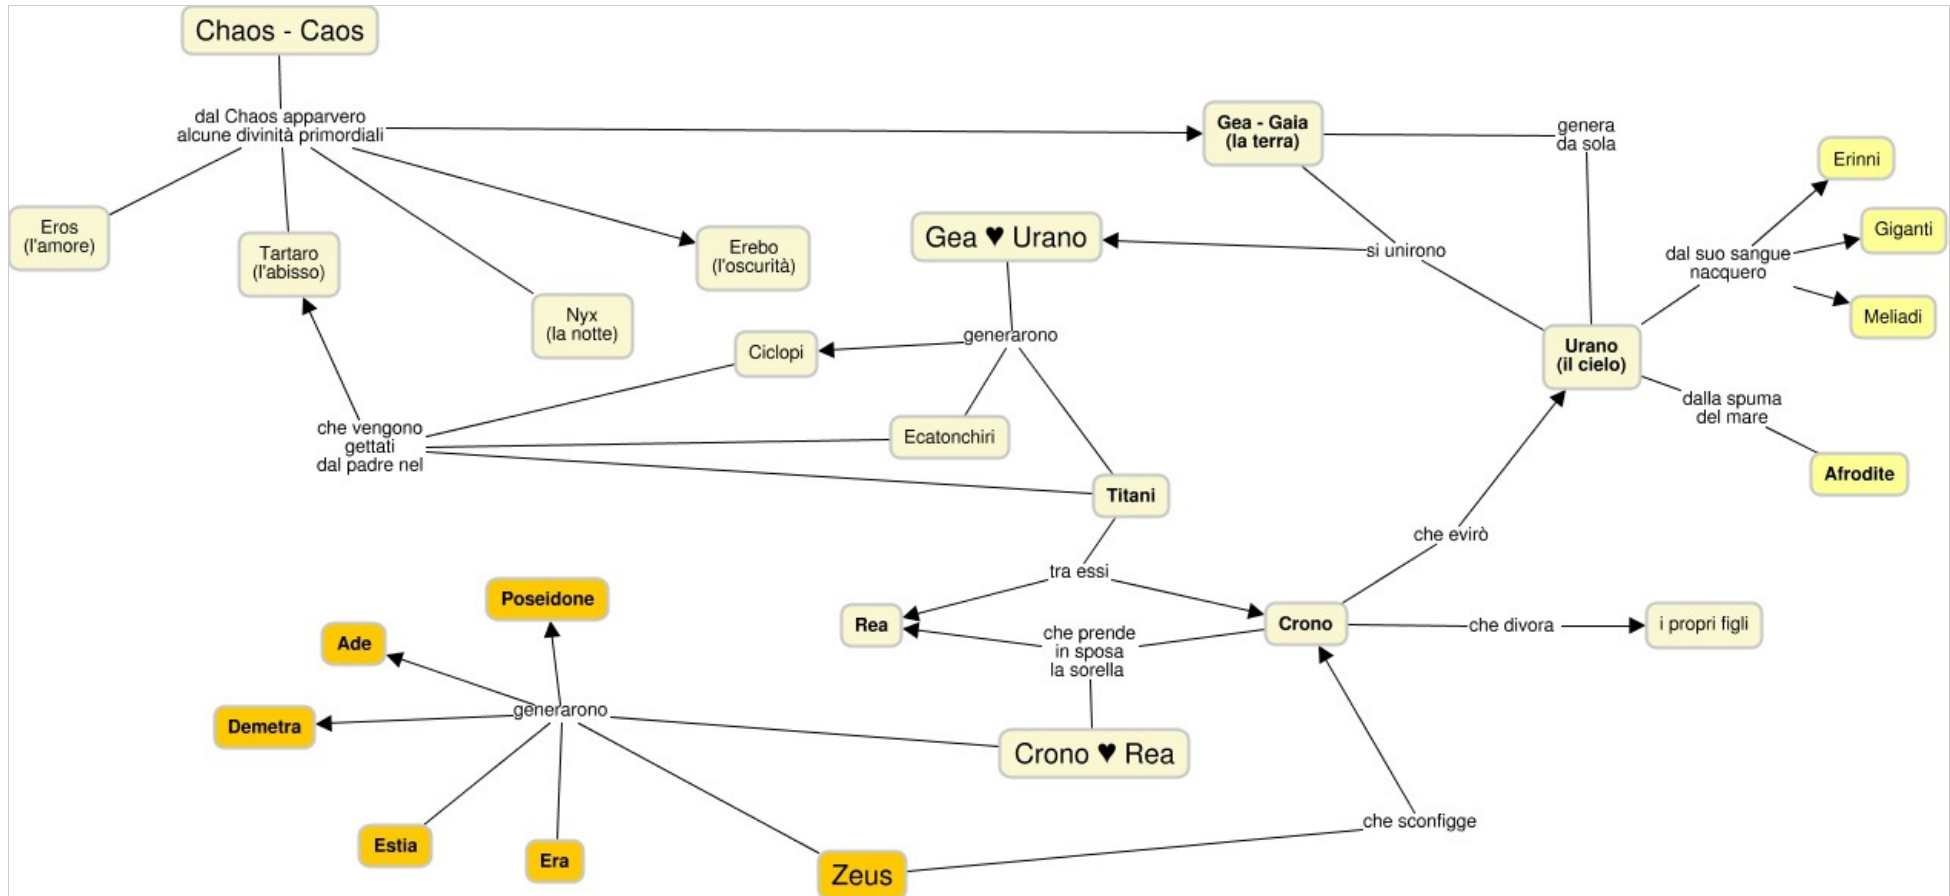 Chaos - Caos
dal Chaos apparvero
alcune divinità primordiali
Gea - Gaia
(la terra)
genera
da sola
Erinni
Giganti
Meliadi
dal suo sangue
nacquero
Eros
(l'amore)
Tartaro
(l'abisso)
Nyx
(la notte)
Erebo
(l'oscurità)
Gea ♥ Urano
si unirono
Urano
(il cielo)
dalla spuma
del mare
Afrodite
generarono
Ciclopi
Ecatonchiri
Titani
che vengono
gettati
dal padre nel
tra essi
che evirò
Rea
Crono
che divora
i propri figli
che prende
in sposa
la sorella
Crono ♥ Rea
generarono
Poseidone
Ade
Demetra
Estia
Era
Zeus
che sconfigge